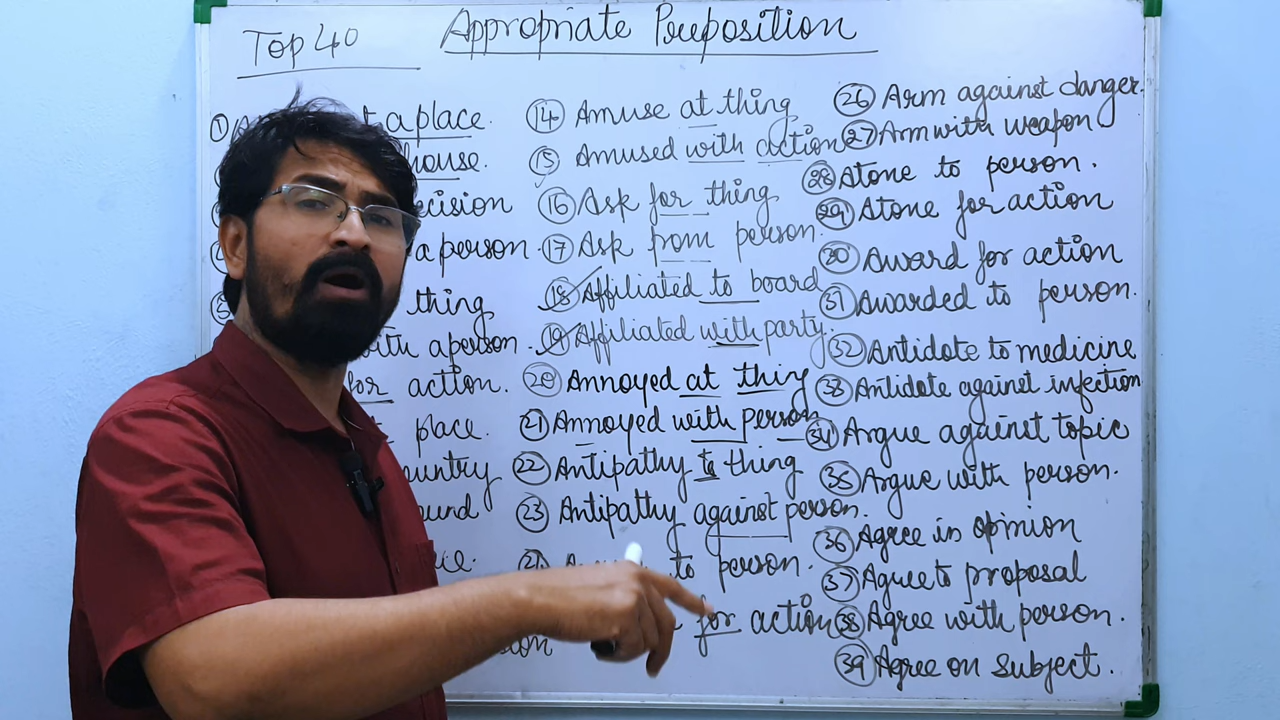 Top 40
Appropriate Preposition
① a place.
house.
decision
a person
thing
with a person.
for action.
place.
country
⑭ Amuse at thing
⑮ Amused with action
⑯ Ask for thing
⑰ Ask from person.
⑱ Affiliated to board
⑲ Affiliated with party.
⑳ Annoyed at thing
㉑ Annoyed with person
㉒ Antipathy to thing
㉓ Antipathy against person.
to person.
for action
㉖ Arm against danger.
㉗ Arm with weapon
㉘ Atone to person.
㉙ Atone for action
㉚ Award for action
㉛ Awarded to person.
㉜ Antidote to medicine
㉝ Antidote against infection
㉞ Argue against topic
㉟ Argue with person.
㊱ Agree in opinion
㊲ Agree to proposal
㊳ Agree with person.
㊴ Agree on subject.